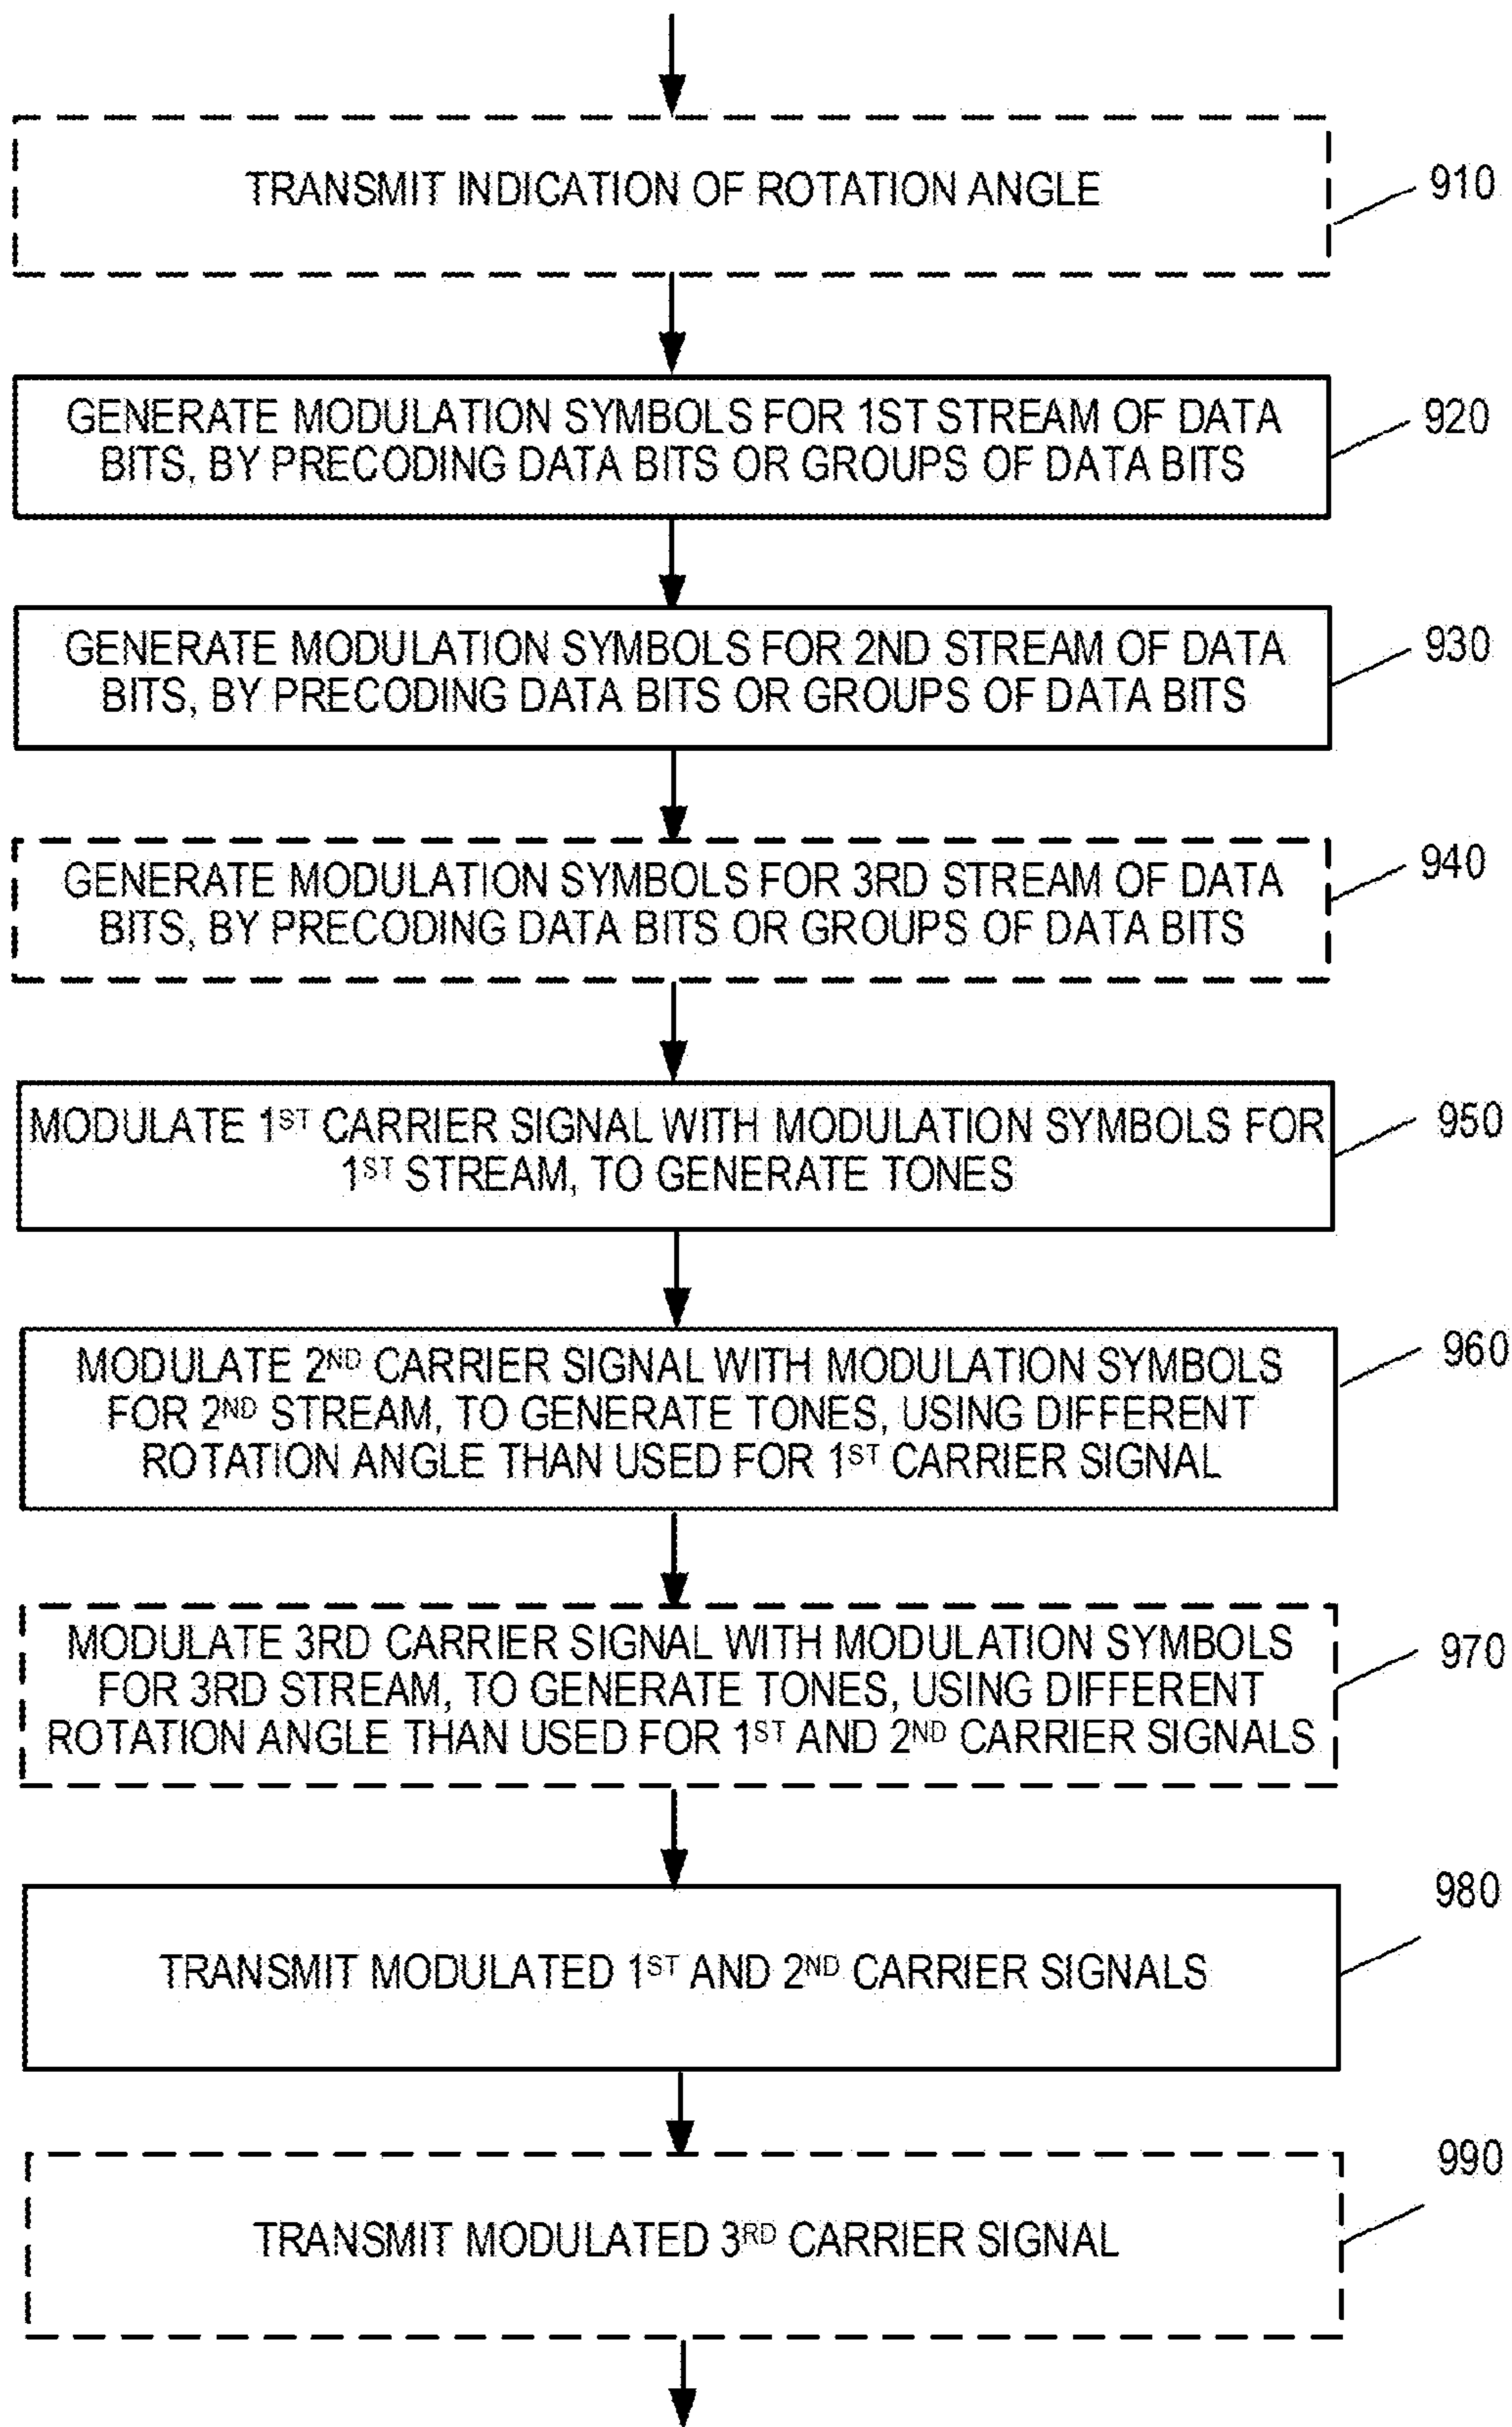 TRANSMIT INDICATION OF ROTATION ANGLE
910
GENERATE MODULATION SYMBOLS FOR 1ST STREAM OF DATA
BITS, BY PRECODING DATA BITS OR GROUPS OF DATA BITS
920
GENERATE MODULATION SYMBOLS FOR 2ND STREAM OF DATA
BITS, BY PRECODING DATA BITS OR GROUPS OF DATA BITS
930
GENERATE MODULATION SYMBOLS FOR 3RD STREAM OF DATA
BITS, BY PRECODING DATA BITS OR GROUPS OF DATA BITS
940
MODULATE 1ST CARRIER SIGNAL WITH MODULATION SYMBOLS FOR
1ST STREAM, TO GENERATE TONES
950
MODULATE 2ND CARRIER SIGNAL WITH MODULATION SYMBOLS
FOR 2ND STREAM, TO GENERATE TONES, USING DIFFERENT
ROTATION ANGLE THAN USED FOR 1ST CARRIER SIGNAL
960
MODULATE 3RD CARRIER SIGNAL WITH MODULATION SYMBOLS
FOR 3RD STREAM, TO GENERATE TONES, USING DIFFERENT
ROTATION ANGLE THAN USED FOR 1ST AND 2ND CARRIER SIGNALS
970
TRANSMIT MODULATED 1ST AND 2ND CARRIER SIGNALS
980
TRANSMIT MODULATED 3RD CARRIER SIGNAL
990